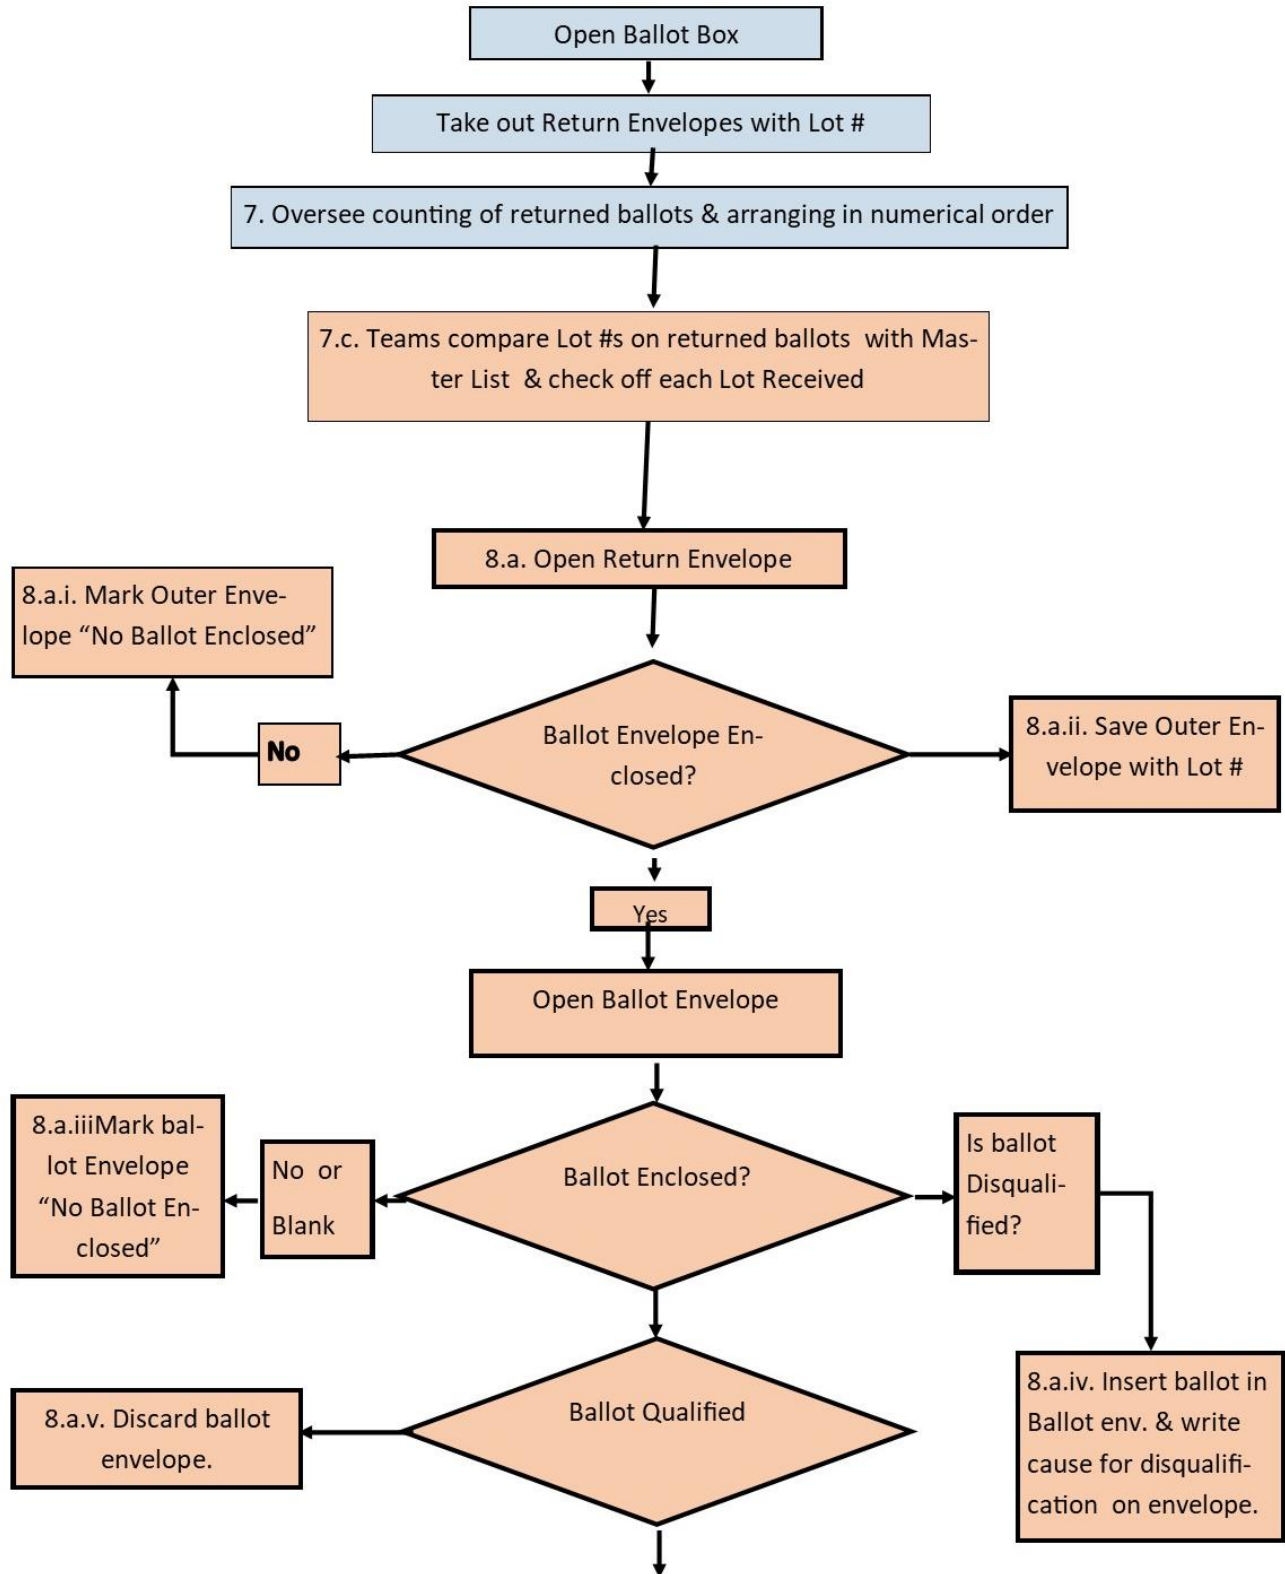 Open Ballot Box
Take out Return Envelopes with Lot #
7. Oversee counting of returned ballots & arranging in numerical order
7.c. Teams compare Lot #s on returned ballots  with Mas-
ter List  & check off each Lot Received
8.a. Open Return Envelope
8.a.i. Mark Outer Enve-
lope “No Ballot Enclosed”
No
Ballot Envelope En-
closed?
8.a.ii. Save Outer En-
velope with Lot #
Yes
Open Ballot Envelope
8.a.iiiMark bal-
lot Envelope
“No Ballot En-
closed”
No  or
Blank
Ballot Enclosed?
Is ballot
Disquali-
fied?
8.a.v. Discard ballot
envelope.
Ballot Qualified
8.a.iv. Insert ballot in
Ballot env. & write
cause for disqualifi-
cation  on envelope.